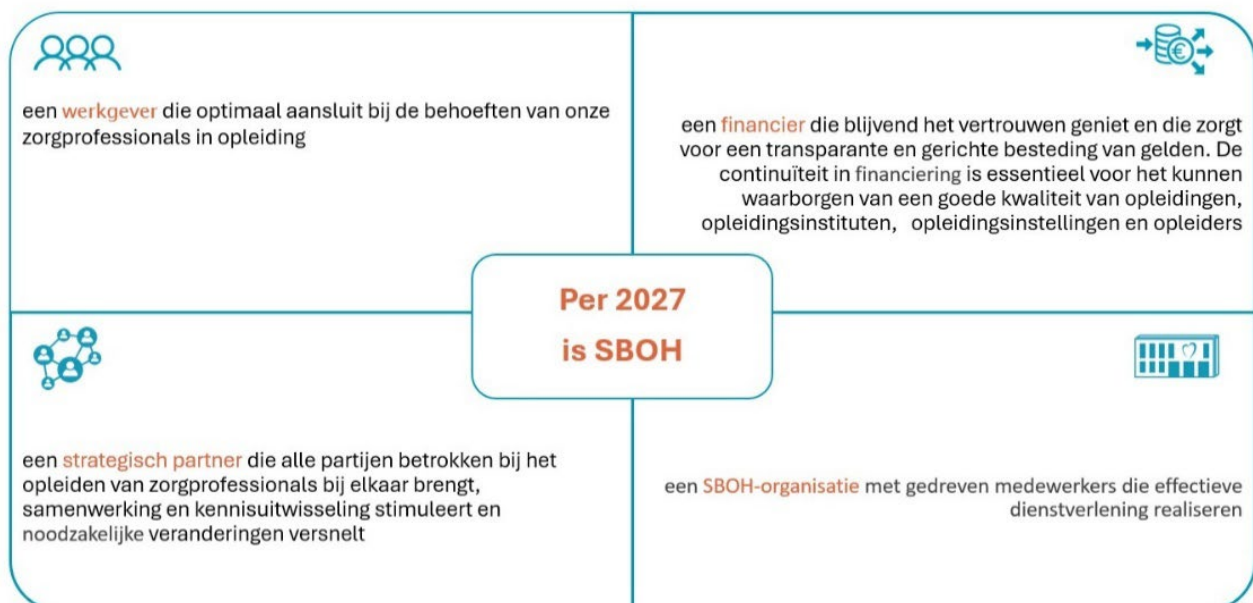 een werkgever die optimaal aansluit bij de behoeften van onze
zorgprofessionals in opleiding
een financier die blijvend het vertrouwen geniet en die zorgt
voor een transparante en gerichte besteding van gelden. De
continuïteit in financiering is essentieel voor het kunnen
waarborgen van een goede kwaliteit van opleidingen,
opleidingsinstituten, opleidingsinstellingen en opleiders
Per 2027
is SBOH
een strategisch partner die alle partijen betrokken bij het
opleiden van zorgprofessionals bij elkaar brengt,
samenwerking en kennisuitwisseling stimuleert en
noodzakelijke veranderingen versnelt
een SBOH-organisatie met gedreven medewerkers die effectieve
dienstverlening realiseren